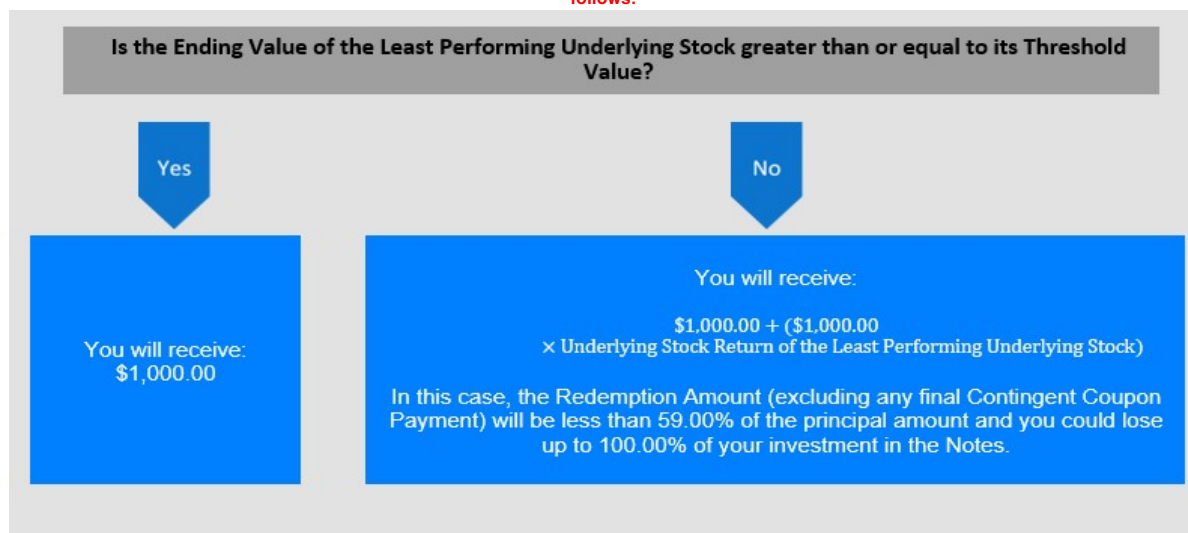 follows:
Is the Ending Value of the Least Performing Underlying Stock greater than or equal to its Threshold
Value?
Yes
No
You will receive:
$1,000.00
You will receive:
$1,000.00 + ($1,000.00
× Underlying Stock Return of the Least Performing Underlying Stock)
In this case, the Redemption Amount (excluding any final Contingent Coupon
Payment) will be less than 59.00% of the principal amount and you could lose
up to 100.00% of your investment in the Notes.